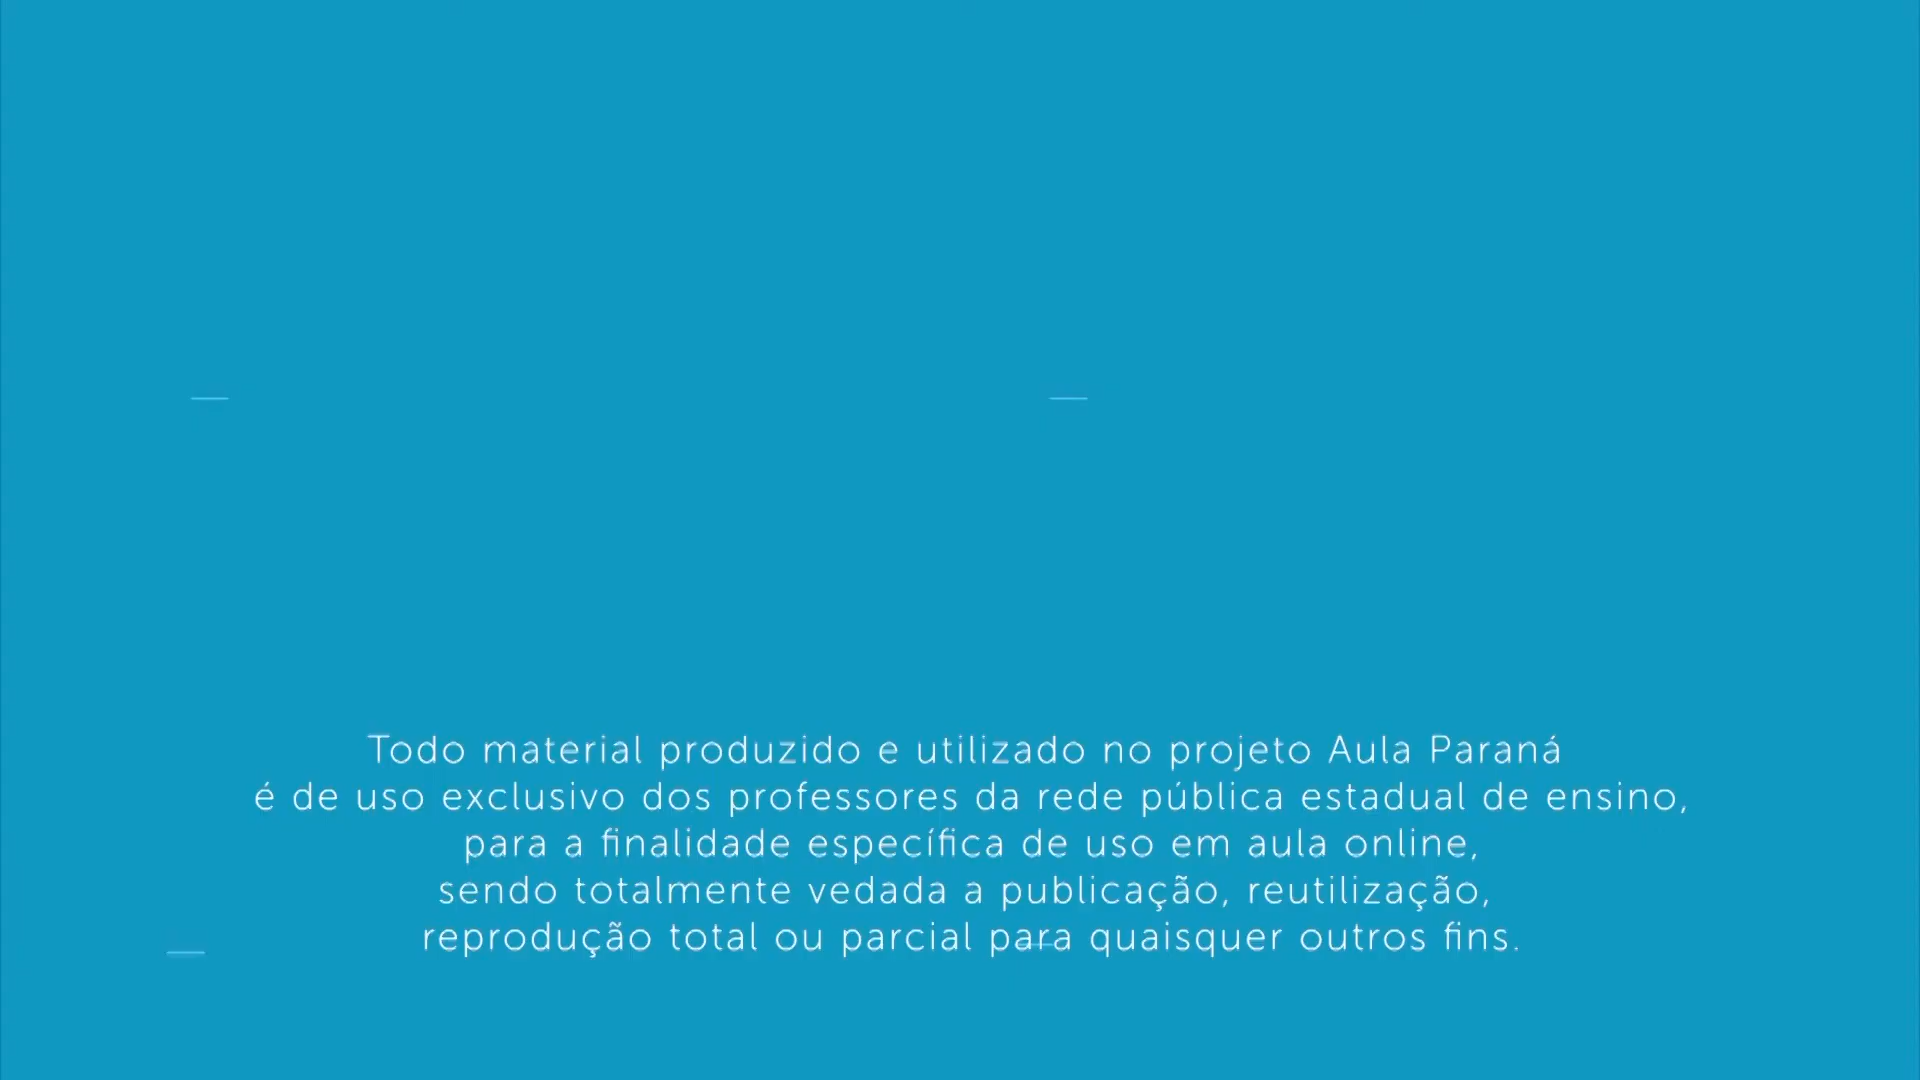 Todo material produzido e utilizado no projeto Aula Paraná
é de uso exclusivo dos professores da rede pública estadual de ensino,
para a finalidade específica de uso em aula online,
sendo totalmente vedada a publicação, reutilização,
reprodução total ou parcial para quaisquer outros fins.